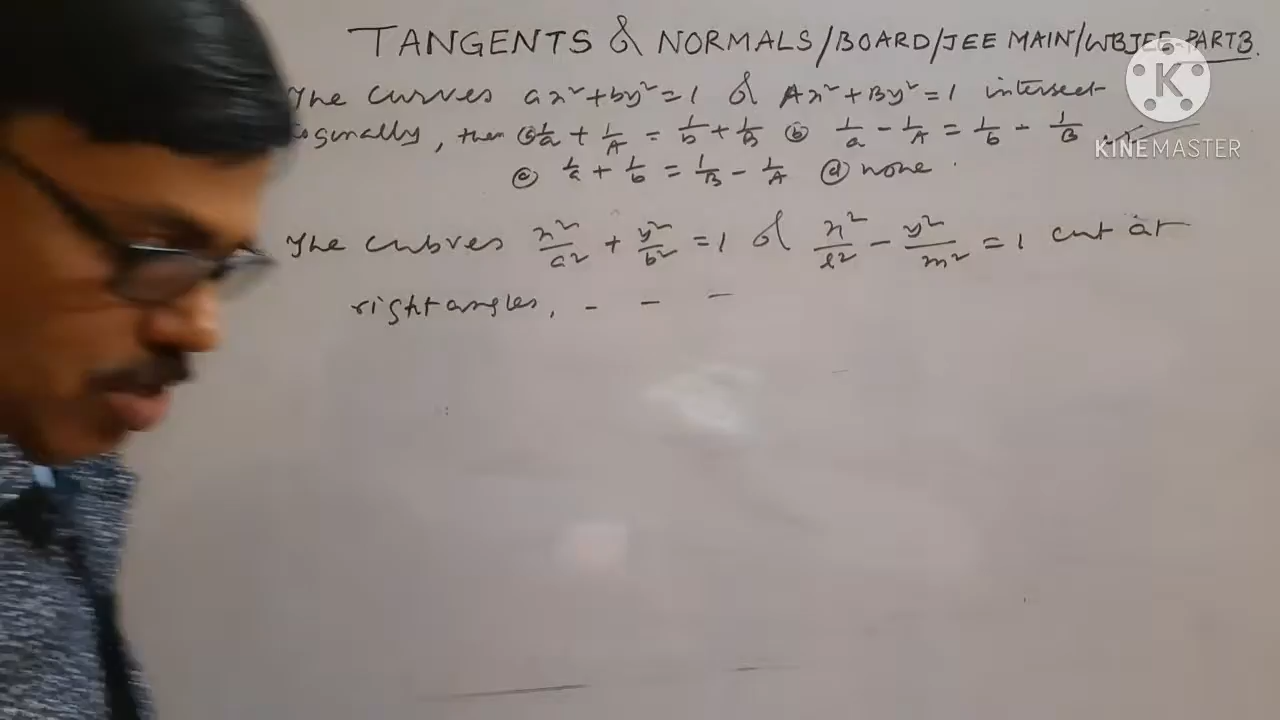 TANGENTS & NORMALS/BOARD/JEE MAIN/WBJEE-PART3.
The curves ax²+by²=1 & Ax²+By²=1 intersect
ogonally, then ⓐ 1/a + 1/A = 1/b + 1/B ⓑ 1/a - 1/A = 1/b - 1/B
ⓒ 1/a + 1/b = 1/B - 1/A ⓓ none.
The cubves x²/a² + y²/b² = 1 & x²/l² - y²/m² = 1 cut at
right angles, - - -
K
KINEMASTER